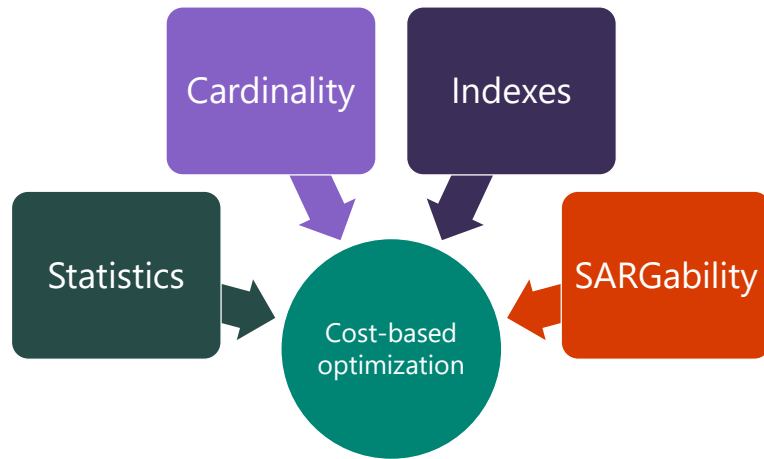 Cardinality
Indexes
Statistics
SARGability
Cost-based
optimization